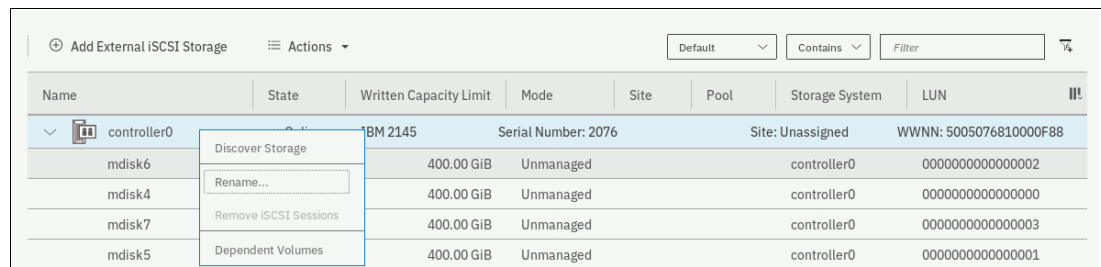 Add External iSCSI Storage Actions Default Contains Filter
Name State Written Capacity Limit Mode Site Pool Storage System LUN
controller0 IBM 2145 Serial Number: 2076 Site: Unassigned WWNN: 5005076810000F88
Discover Storage
mdisk6 400.00 GiB Unmanaged controller0 0000000000000002
Rename...
mdisk4 400.00 GiB Unmanaged controller0 0000000000000000
Remove iSCSI Sessions
mdisk7 400.00 GiB Unmanaged controller0 0000000000000003
Dependent Volumes
mdisk5 400.00 GiB Unmanaged controller0 0000000000000001